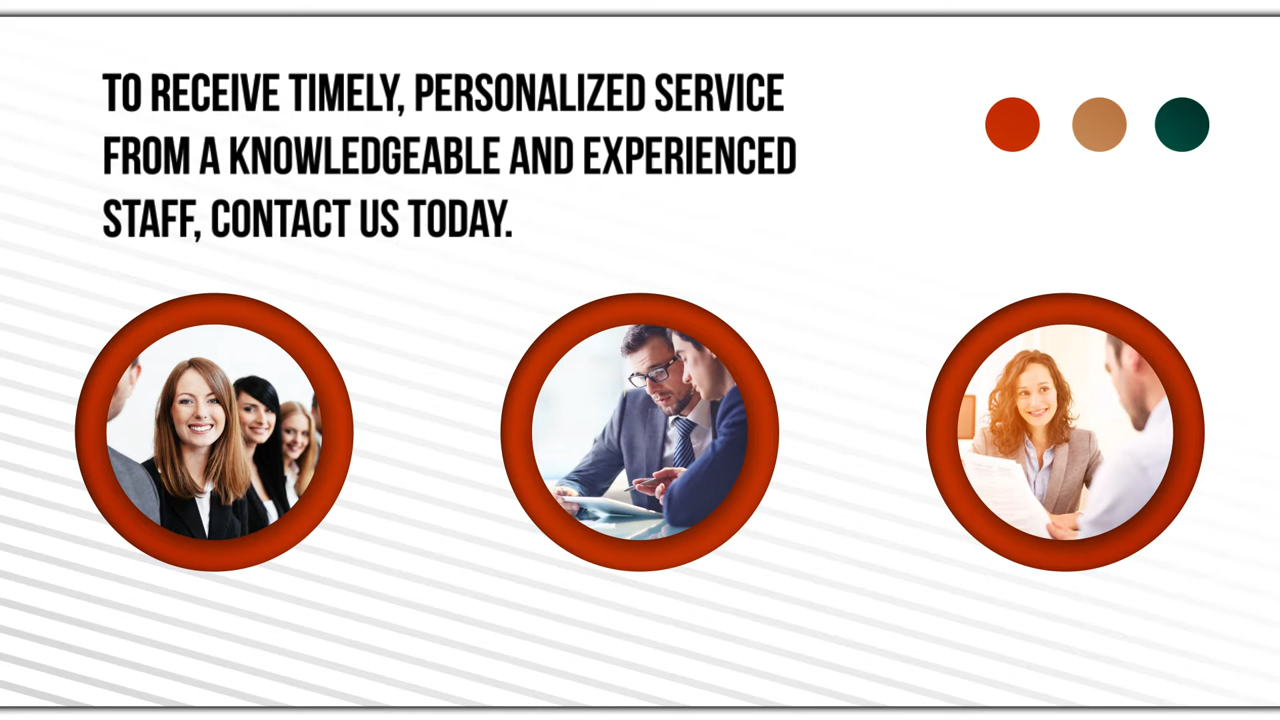 TO RECEIVE TIMELY, PERSONALIZED SERVICE
FROM A KNOWLEDGEABLE AND EXPERIENCED
STAFF, CONTACT US TODAY.